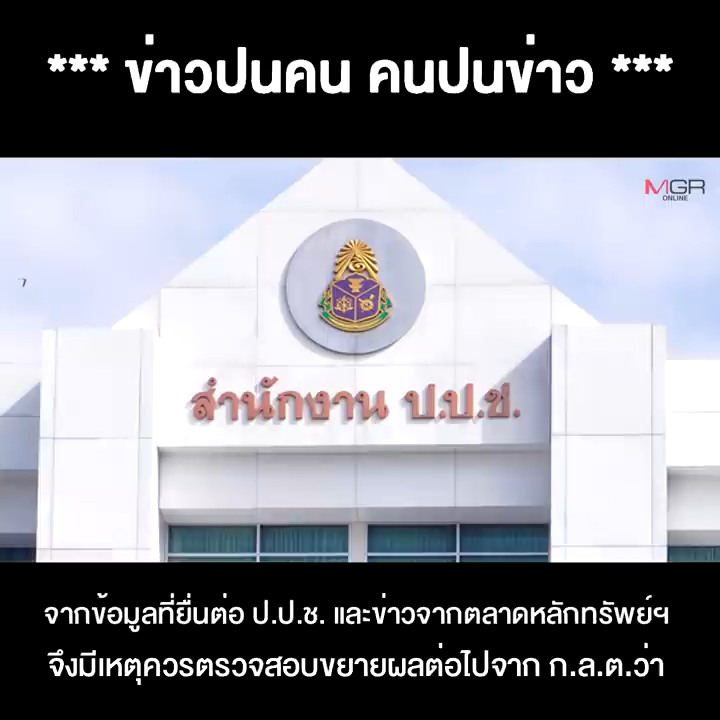 *** ข่าวปนคน คนปนข่าว ***
MGR
ONLINE
สำนักงาน ป.ป.ช.
จากข้อมูลที่ยื่นต่อ ป.ป.ช. และข่าวจากตลาดหลักทรัพย์ฯ
จึงมีเหตุควรตรวจสอบขยายผลต่อไปจาก ก.ล.ต.ว่า